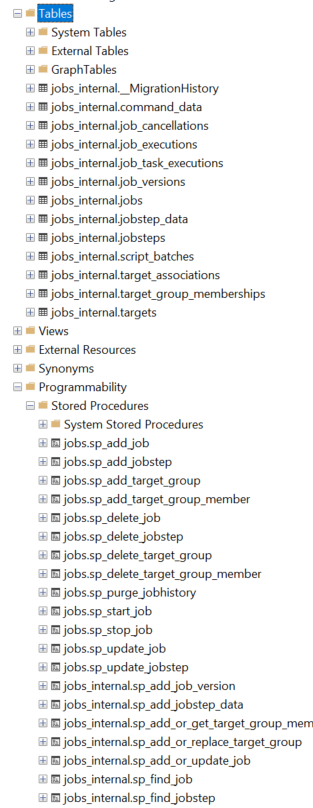 Tables
System Tables
External Tables
GraphTables
jobs_internal.__MigrationHistory
jobs_internal.command_data
jobs_internal.job_cancellations
jobs_internal.job_executions
jobs_internal.job_task_executions
jobs_internal.job_versions
jobs_internal.jobs
jobs_internal.jobstep_data
jobs_internal.jobsteps
jobs_internal.script_batches
jobs_internal.target_associations
jobs_internal.target_group_memberships
jobs_internal.targets
Views
External Resources
Synonyms
Programmability
Stored Procedures
System Stored Procedures
jobs.sp_add_job
jobs.sp_add_jobstep
jobs.sp_add_target_group
jobs.sp_add_target_group_member
jobs.sp_delete_job
jobs.sp_delete_jobstep
jobs.sp_delete_target_group
jobs.sp_delete_target_group_member
jobs.sp_purge_jobhistory
jobs.sp_start_job
jobs.sp_stop_job
jobs.sp_update_job
jobs.sp_update_jobstep
jobs_internal.sp_add_job_version
jobs_internal.sp_add_jobstep_data
jobs_internal.sp_add_or_get_target_group_mem
jobs_internal.sp_add_or_replace_target_group
jobs_internal.sp_add_or_update_job
jobs_internal.sp_find_job
jobs_internal.sp_find_jobstep